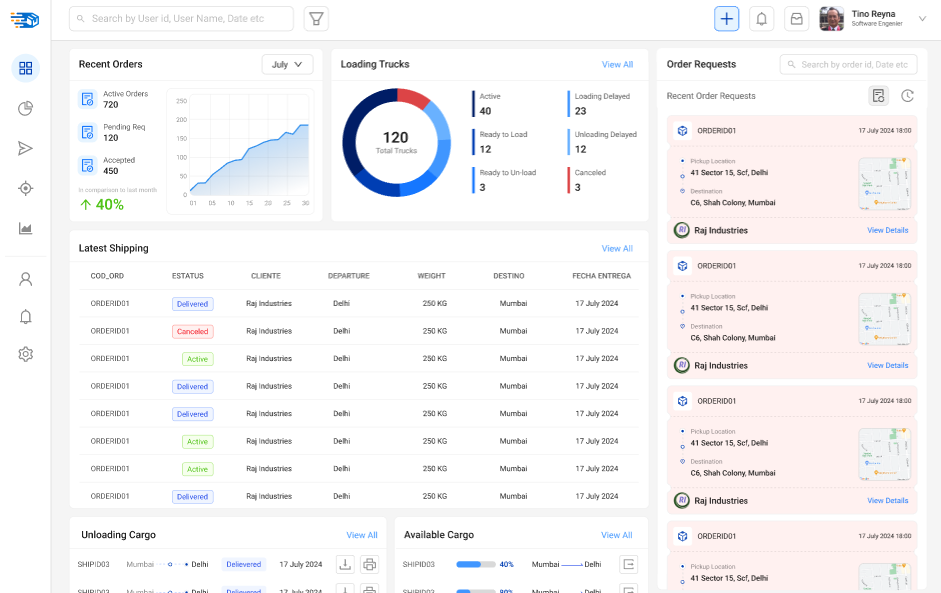 Search by User id, User Name, Date etc
Tino Reyna
Software Engenier
Recent Orders
July
Active Orders
720
Pending Req
120
Accepted
450
In comparison to last month
40%
250
200
150
100
50
0
01 05 10 15 20 25 30
Loading Trucks
View All
120
Total Trucks
Active
40
Loading Delayed
23
Ready to Load
12
Unloading Delayed
12
Ready to Un-load
3
Canceled
3
Latest Shipping
View All
COD_ORD ESTATUS CLIENTE DEPARTURE WEIGHT DESTINO FECHA ENTREGA
ORDERID01 Delivered Raj Industries Delhi 250 KG Mumbai 17 July 2024
ORDERID01 Canceled Raj Industries Delhi 250 KG Mumbai 17 July 2024
ORDERID01 Active Raj Industries Delhi 250 KG Mumbai 17 July 2024
ORDERID01 Delivered Raj Industries Delhi 250 KG Mumbai 17 July 2024
ORDERID01 Delivered Raj Industries Delhi 250 KG Mumbai 17 July 2024
ORDERID01 Active Raj Industries Delhi 250 KG Mumbai 17 July 2024
ORDERID01 Active Raj Industries Delhi 250 KG Mumbai 17 July 2024
ORDERID01 Delivered Raj Industries Delhi 250 KG Mumbai 17 July 2024
Unloading Cargo
View All
SHIPID03 Mumbai Delhi Delievered 17 July 2024
SHIPID03 Mumbai Delhi Delievered 17 July 2024
Available Cargo
View All
SHIPID03 40% Mumbai Delhi
SHIPID03 80% Mumbai Delhi
Order Requests
Search by order id, Date etc
Recent Order Requests
ORDERID01 17 July 2024 18:00
Pickup Location
41 Sector 15, Scf, Delhi
Destination
C6, Shah Colony, Mumbai
RI Raj Industries View Details
ORDERID01 17 July 2024 18:00
Pickup Location
41 Sector 15, Scf, Delhi
Destination
C6, Shah Colony, Mumbai
RI Raj Industries View Details
ORDERID01 17 July 2024 18:00
Pickup Location
41 Sector 15, Scf, Delhi
Destination
C6, Shah Colony, Mumbai
RI Raj Industries View Details
ORDERID01 17 July 2024 18:00
Pickup Location
41 Sector 15, Scf, Delhi